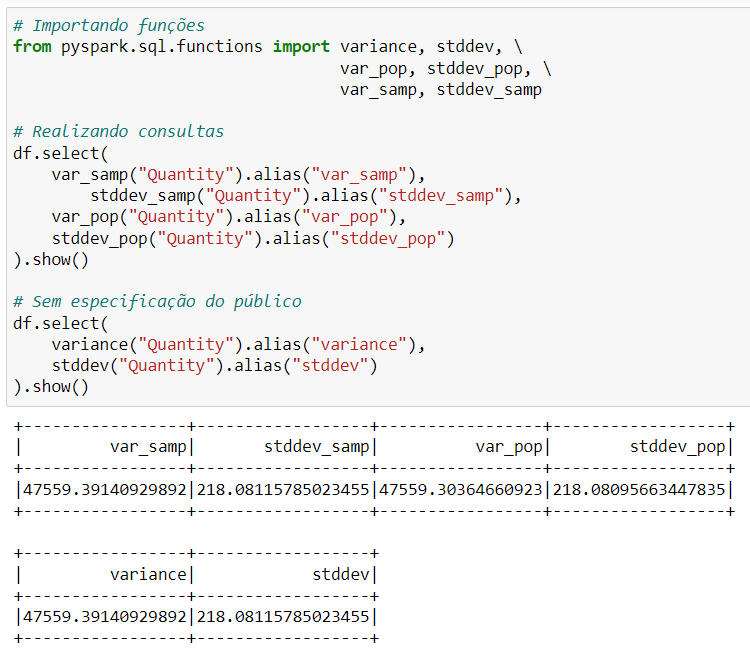 # Importando funções
from pyspark.sql.functions import variance, stddev, \
                                  var_pop, stddev_pop, \
                                  var_samp, stddev_samp

# Realizando consultas
df.select(
    var_samp("Quantity").alias("var_samp"),
        stddev_samp("Quantity").alias("stddev_samp"),
    var_pop("Quantity").alias("var_pop"),
    stddev_pop("Quantity").alias("stddev_pop")
).show()

# Sem especificação do público
df.select(
    variance("Quantity").alias("variance"),
    stddev("Quantity").alias("stddev")
).show()

+-----------------+------------------+-----------------+------------------+
|         var_samp|       stddev_samp|          var_pop|        stddev_pop|
+-----------------+------------------+-----------------+------------------+
|47559.39140929892|218.08115785023455|47559.30364660923|218.08095663447835|
+-----------------+------------------+-----------------+------------------+

+-----------------+------------------+
|         variance|            stddev|
+-----------------+------------------+
|47559.39140929892|218.08115785023455|
+-----------------+------------------+